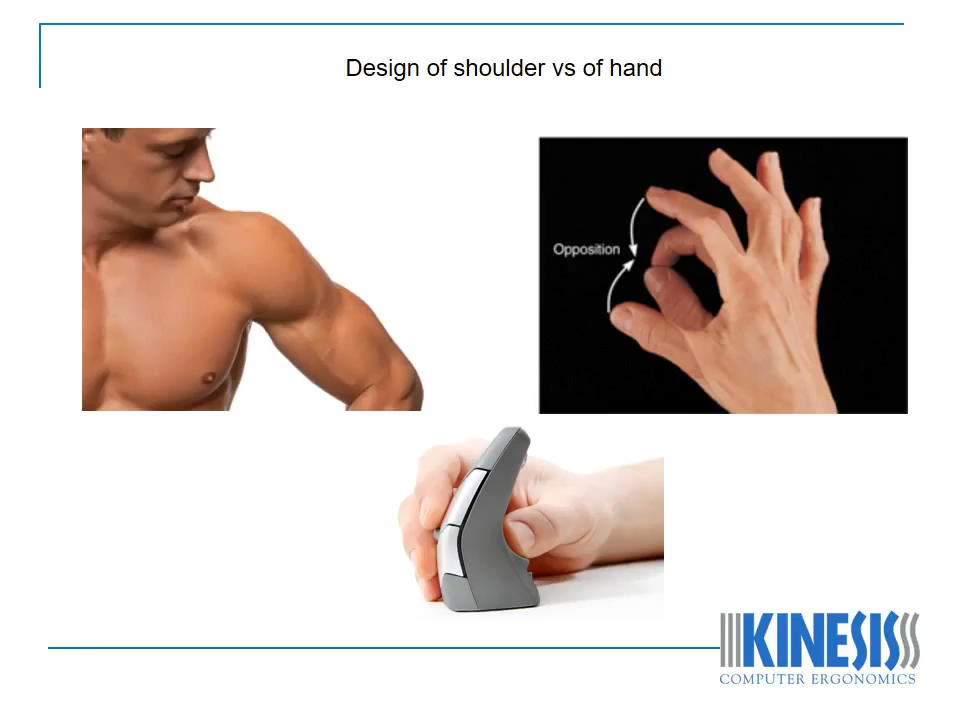 Design of shoulder vs of hand
Opposition
KINESIS
COMPUTER ERGONOMICS